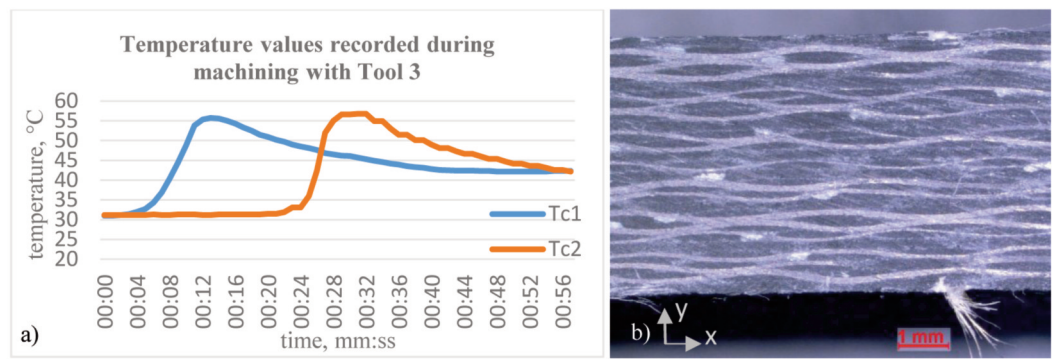 Temperature values recorded during
machining with Tool 3
temperature, °C
60
55
50
45
40
35
30
25
20
Tc1
Tc2
00:00
00:04
00:08
00:12
00:16
00:20
00:24
00:28
00:32
00:36
00:40
00:44
00:48
00:52
00:56
time, mm:ss
a)
b)
y
x
1 mm